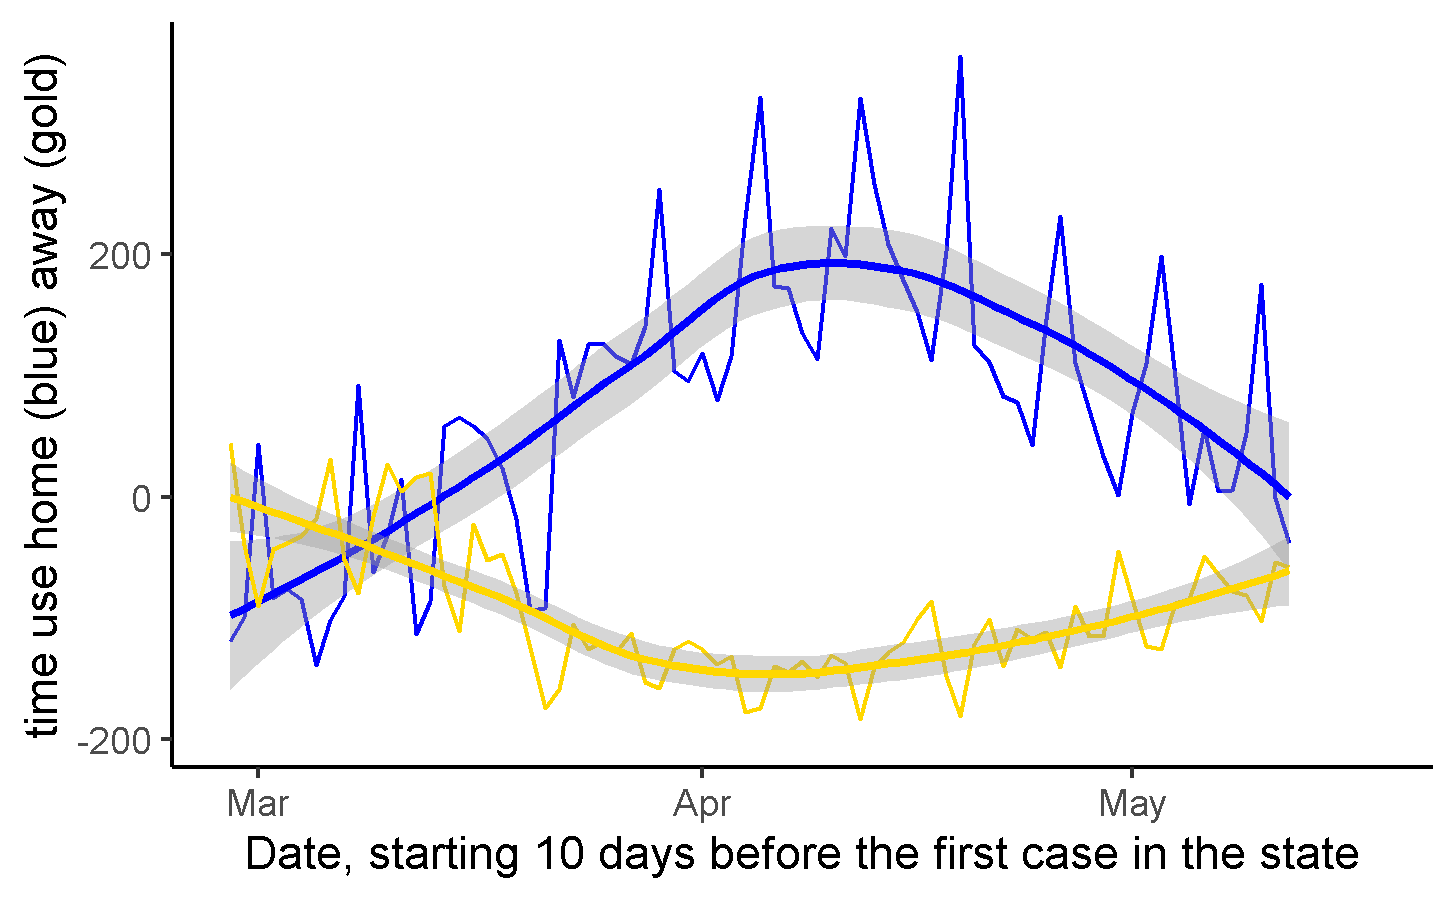 time use home (blue) away (gold)
200
0
-200
Mar
Apr
May
Date, starting 10 days before the first case in the state